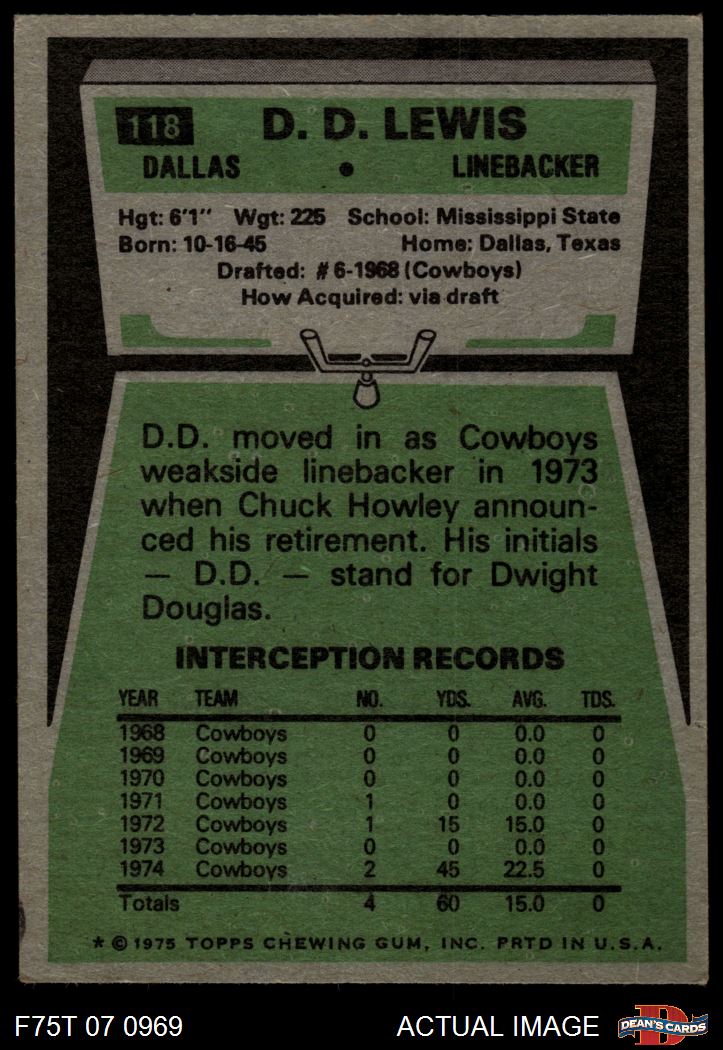 118 D. D. LEWIS
DALLAS • LINEBACKER
Hgt: 6'1" Wgt: 225 School: Mississippi State
Born: 10-16-45 Home: Dallas, Texas
Drafted: #6-1968 (Cowboys)
How Acquired: via draft
D.D. moved in as Cowboys
weakside linebacker in 1973
when Chuck Howley announ-
ced his retirement. His initials
— D.D. — stand for Dwight
Douglas.
INTERCEPTION RECORDS
YEAR TEAM NO. YDS. AVG. TDS.
1968 Cowboys 0 0 0.0 0
1969 Cowboys 0 0 0.0 0
1970 Cowboys 0 0 0.0 0
1971 Cowboys 1 0 0.0 0
1972 Cowboys 1 15 15.0 0
1973 Cowboys 0 0 0.0 0
1974 Cowboys 2 45 22.5 0
Totals 4 60 15.0 0
* © 1975 TOPPS CHEWING GUM, INC. PRTD IN U.S.A.
F75T 07 0969 ACTUAL IMAGE D DEAN'S CARDS